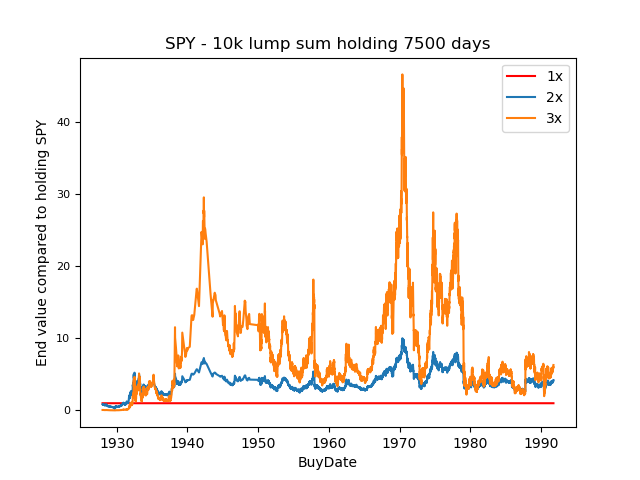 SPY - 10k lump sum holding 7500 days
End value compared to holding SPY
40
30
20
10
0
1x
2x
3x
1930 1940 1950 1960 1970 1980 1990
BuyDate